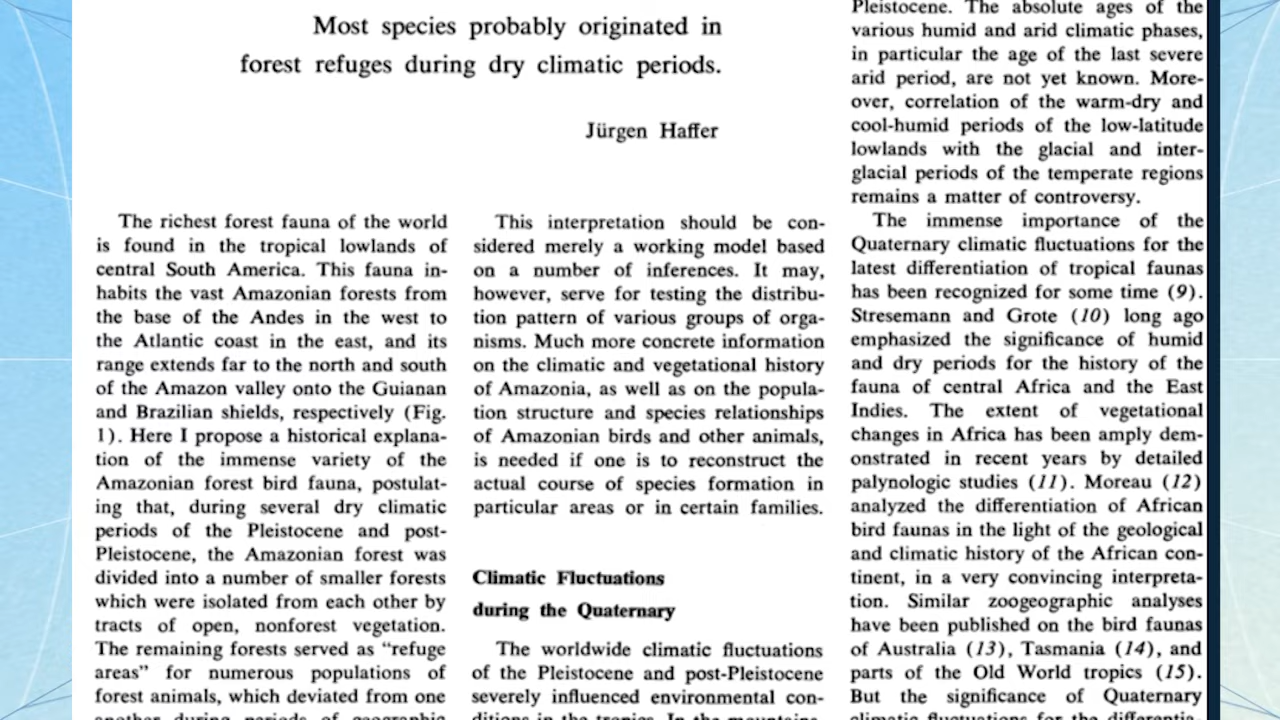 Most species probably originated in
forest refuges during dry climatic periods.
Jürgen Haffer
The richest forest fauna of the world
is found in the tropical lowlands of
central South America. This fauna in-
habits the vast Amazonian forests from
the base of the Andes in the west to
the Atlantic coast in the east, and its
range extends far to the north and south
of the Amazon valley onto the Guianan
and Brazilian shields, respectively (Fig.
1). Here I propose a historical explana-
tion of the immense variety of the
Amazonian forest bird fauna, postulat-
ing that, during several dry climatic
periods of the Pleistocene and post-
Pleistocene, the Amazonian forest was
divided into a number of smaller forests
which were isolated from each other by
tracts of open, nonforest vegetation.
The remaining forests served as "refuge
areas" for numerous populations of
forest animals, which deviated from one
another during periods of geographic
This interpretation should be con-
sidered merely a working model based
on a number of inferences. It may,
however, serve for testing the distribu-
tion pattern of various groups of orga-
nisms. Much more concrete information
on the climatic and vegetational history
of Amazonia, as well as on the popula-
tion structure and species relationships
of Amazonian birds and other animals,
is needed if one is to reconstruct the
actual course of species formation in
particular areas or in certain families.
Climatic Fluctuations
during the Quaternary
The worldwide climatic fluctuations
of the Pleistocene and post-Pleistocene
severely influenced environmental con-
ditions in the tropics. In the mountains,
Pleistocene. The absolute ages of the
various humid and arid climatic phases,
in particular the age of the last severe
arid period, are not yet known. More-
over, correlation of the warm-dry and
cool-humid periods of the low-latitude
lowlands with the glacial and inter-
glacial periods of the temperate regions
remains a matter of controversy.
The immense importance of the
Quaternary climatic fluctuations for the
latest differentiation of tropical faunas
has been recognized for some time (9).
Stresemann and Grote (10) long ago
emphasized the significance of humid
and dry periods for the history of the
fauna of central Africa and the East
Indies. The extent of vegetational
changes in Africa has been amply dem-
onstrated in recent years by detailed
palynologic studies (11). Moreau (12)
analyzed the differentiation of African
bird faunas in the light of the geological
and climatic history of the African con-
tinent, in a very convincing interpreta-
tion. Similar zoogeographic analyses
have been published on the bird faunas
of Australia (13), Tasmania (14), and
parts of the Old World tropics (15).
But the significance of Quaternary
climatic fluctuations for the differentia-